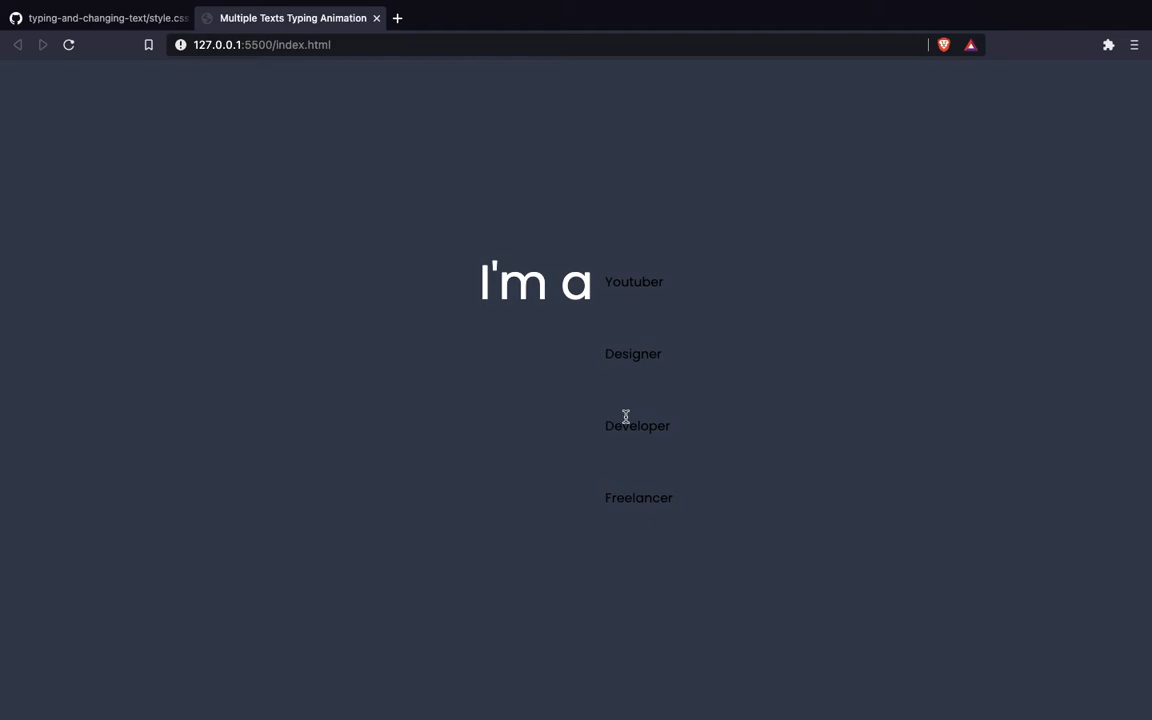 typing-and-changing-text/style.css
Multiple Texts Typing Animation
127.0.0.1:5500/index.html
I'm a Youtuber
Designer
Developer
Freelancer